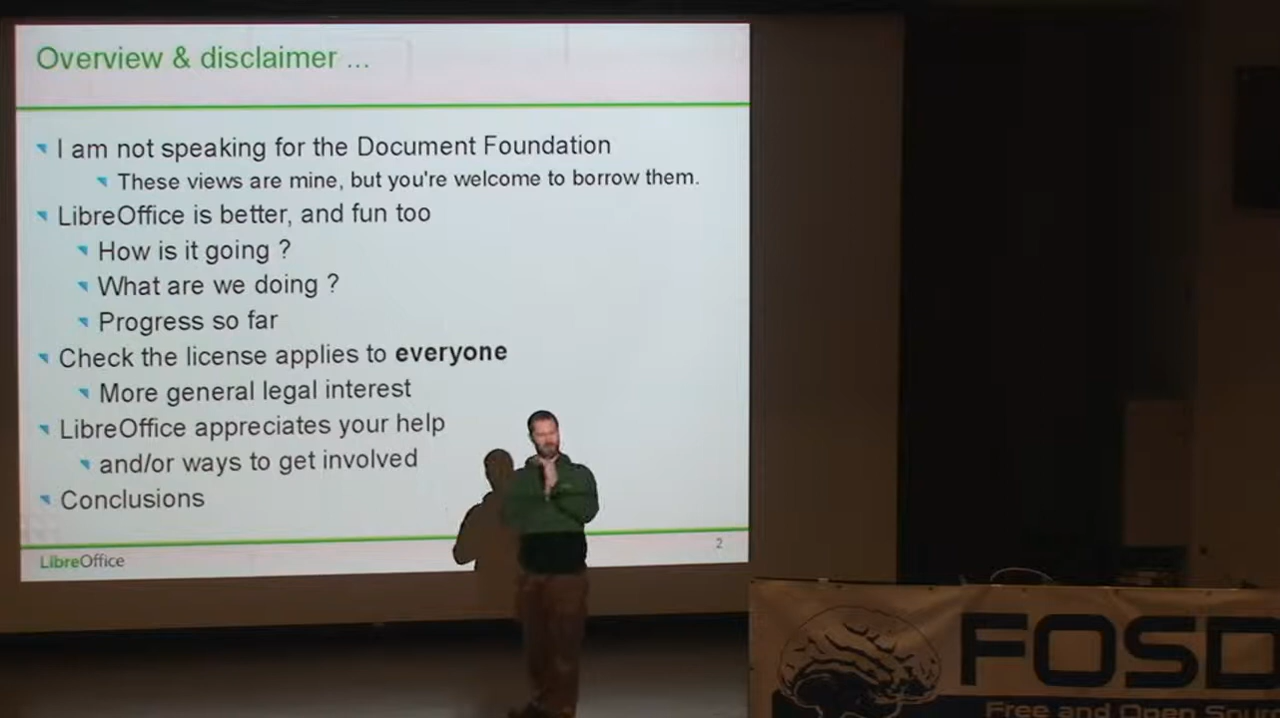 Overview & disclaimer ...
I am not speaking for the Document Foundation
These views are mine, but you're welcome to borrow them.
LibreOffice is better, and fun too
How is it going ?
What are we doing ?
Progress so far
Check the license applies to everyone
More general legal interest
LibreOffice appreciates your help
and/or ways to get involved
Conclusions
2
LibreOffice
FOSD
Free and Open Sour